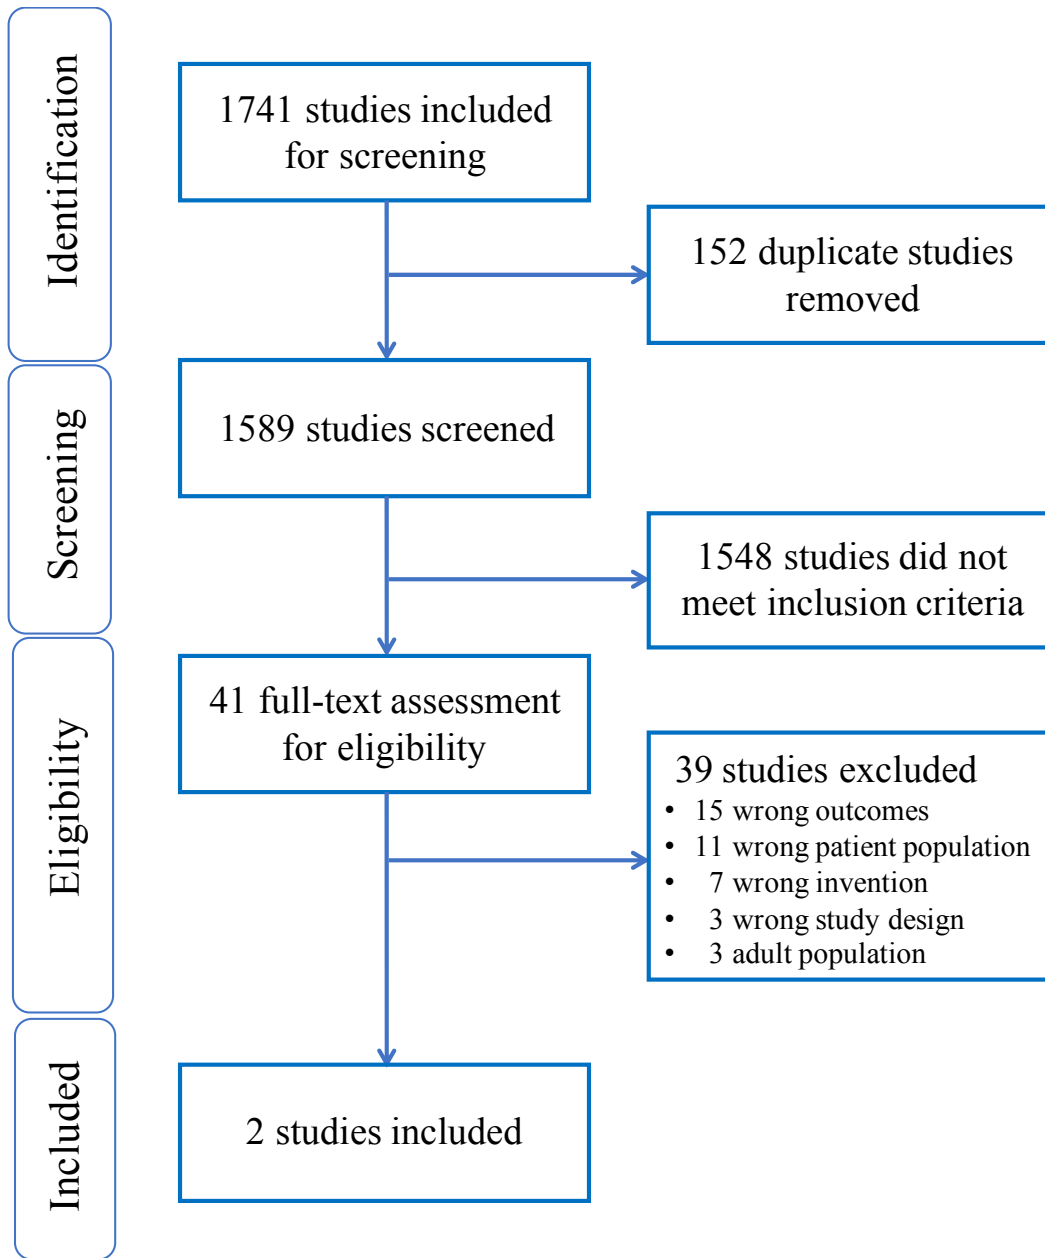 Identification
1741 studies included
for screening
152 duplicate studies
removed
Screening
1589 studies screened
1548 studies did not
meet inclusion criteria
Eligibility
41 full-text assessment
for eligibility
39 studies excluded
• 15 wrong outcomes
• 11 wrong patient population
• 7 wrong invention
• 3 wrong study design
• 3 adult population
Included
2 studies included